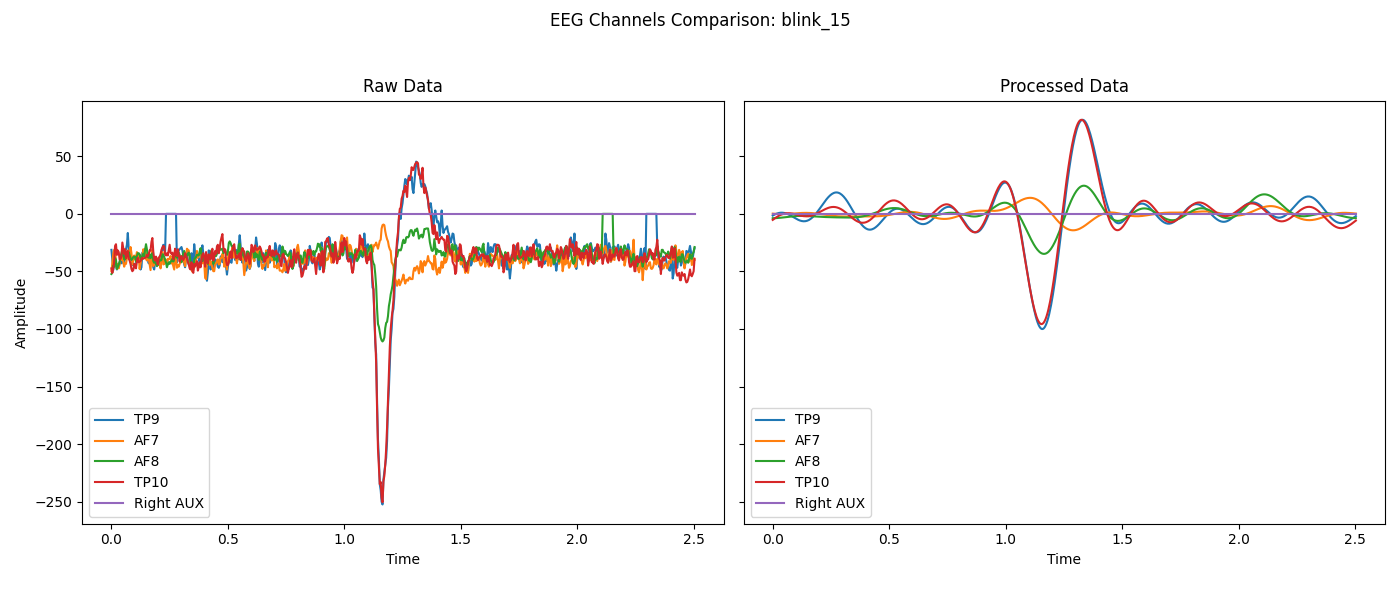 EEG Channels Comparison: blink_15
Raw Data
Processed Data
Amplitude
50
0
−50
−100
−150
−200
−250
TP9
AF7
AF8
TP10
Right AUX
TP9
AF7
AF8
TP10
Right AUX
0.0 0.5 1.0 1.5 2.0 2.5
0.0 0.5 1.0 1.5 2.0 2.5
Time
Time